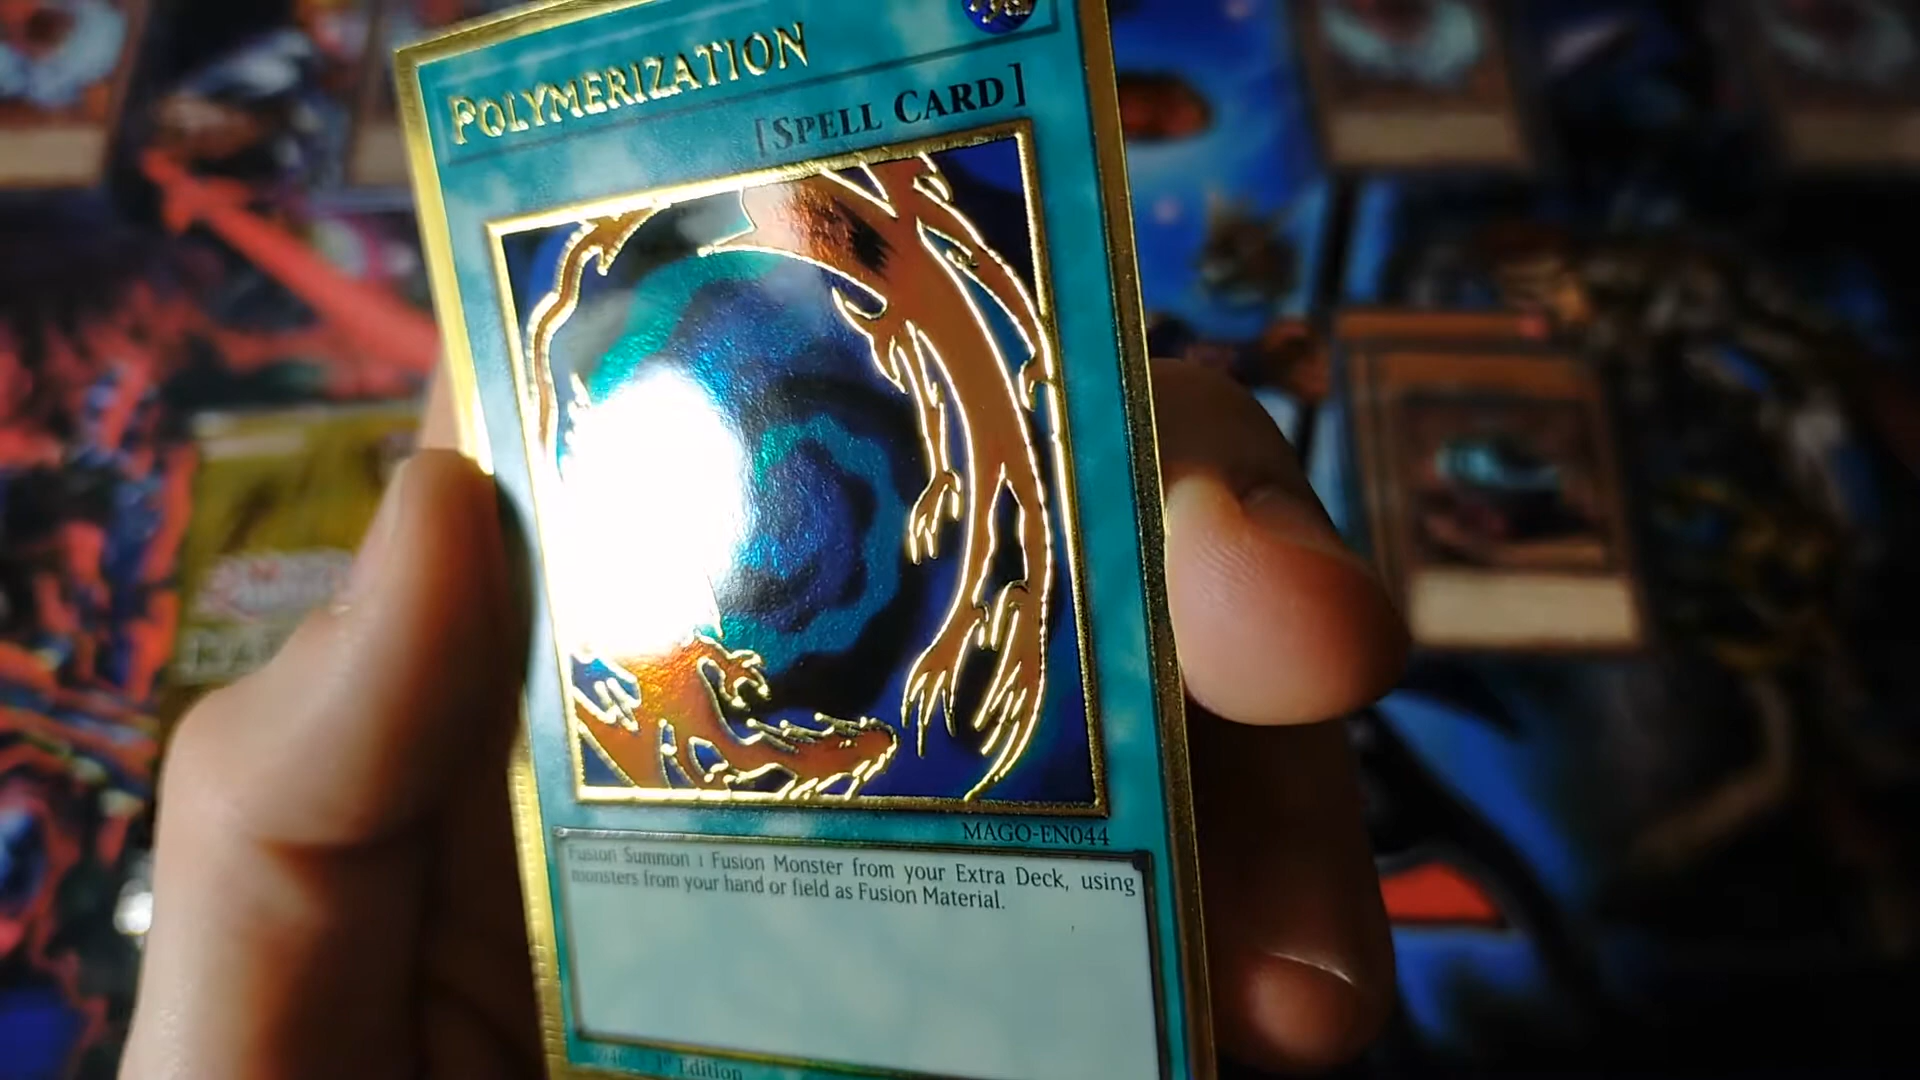 POLYMERIZATION
[SPELL CARD]
MAGO-EN044
Fusion Summon 1 Fusion Monster from your Extra Deck, using
monsters from your hand or field as Fusion Material.
1st Edition